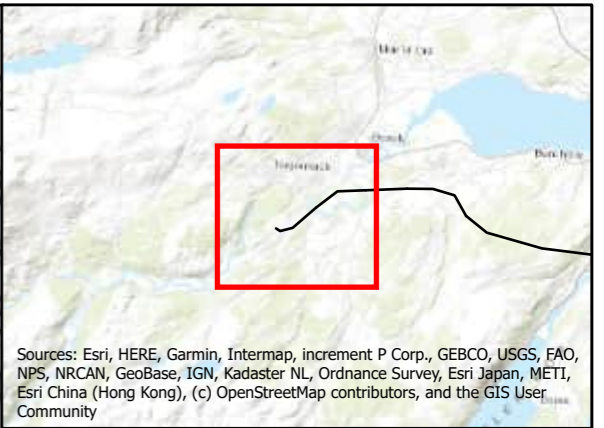 Sources: Esri, HERE, Garmin, Intermap, increment P Corp., GEBCO, USGS, FAO,
NPS, NRCAN, GeoBase, IGN, Kadaster NL, Ordnance Survey, Esri Japan, METI,
Esri China (Hong Kong), (c) OpenStreetMap contributors, and the GIS User
Community